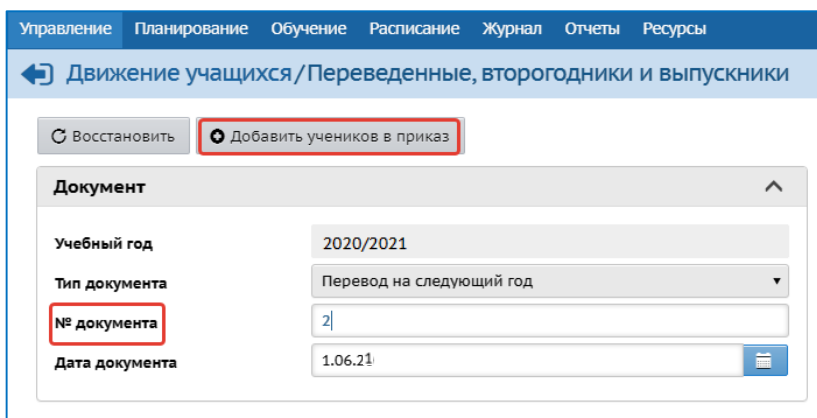 Управление Планирование Обучение Расписание Журнал Отчеты Ресурсы
Движение учащихся/Переведенные, второгодники и выпускники
Восстановить Добавить учеников в приказ
Документ
Учебный год 2020/2021
Тип документа Перевод на следующий год
№ документа 2
Дата документа 1.06.21